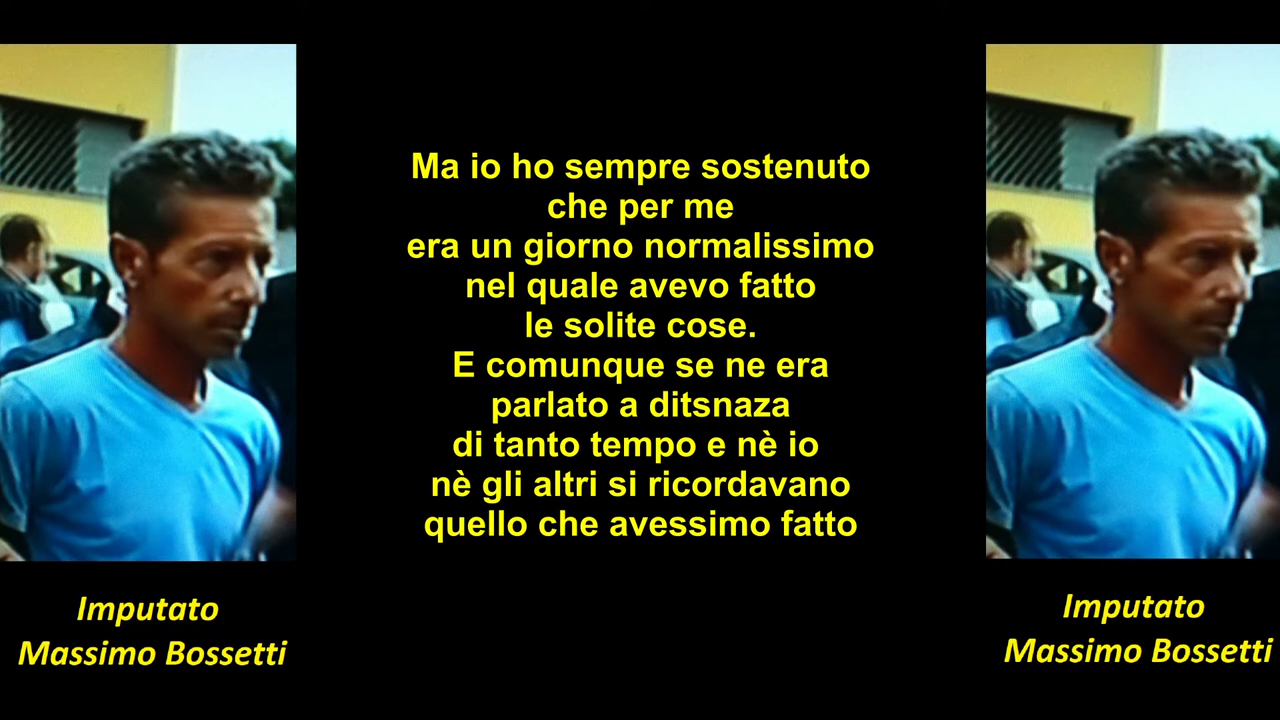 Ma io ho sempre sostenuto
che per me
era un giorno normalissimo
nel quale avevo fatto
le solite cose.
E comunque se ne era
parlato a ditsnaza
di tanto tempo e nè io
nè gli altri si ricordavano
quello che avessimo fatto
Imputato
Massimo Bossetti
Imputato
Massimo Bossetti